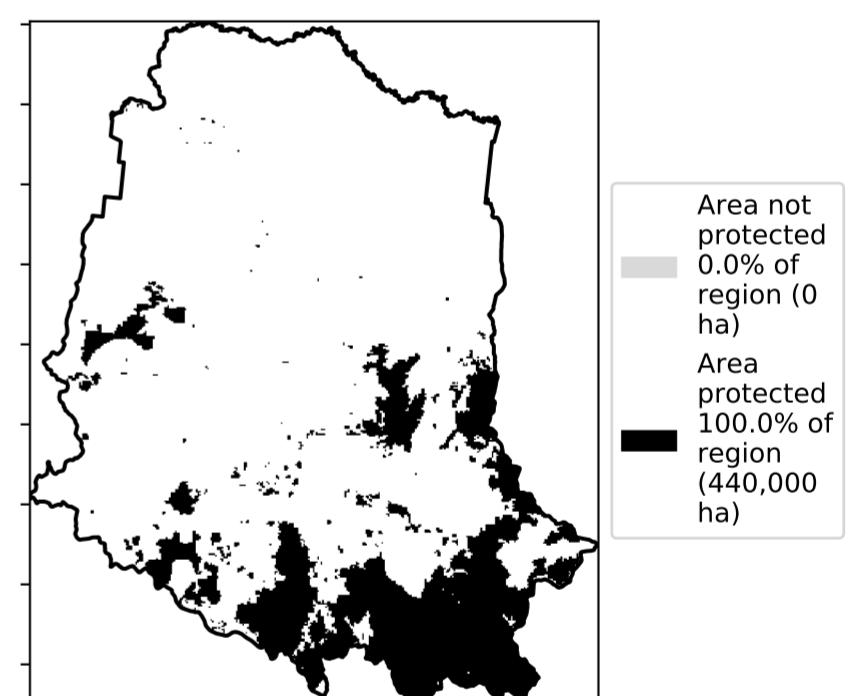 Area not
protected
0.0% of
region (0
ha)
Area
protected
100.0% of
region
(440,000
ha)